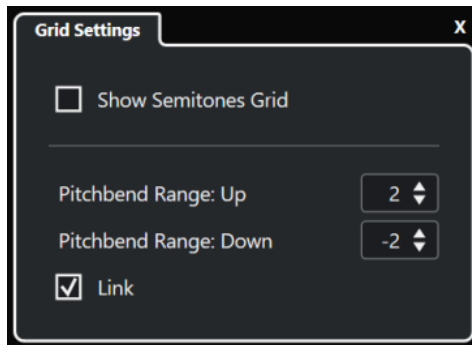 Grid Settings X
Show Semitones Grid
Pitchbend Range: Up 2
Pitchbend Range: Down -2
Link